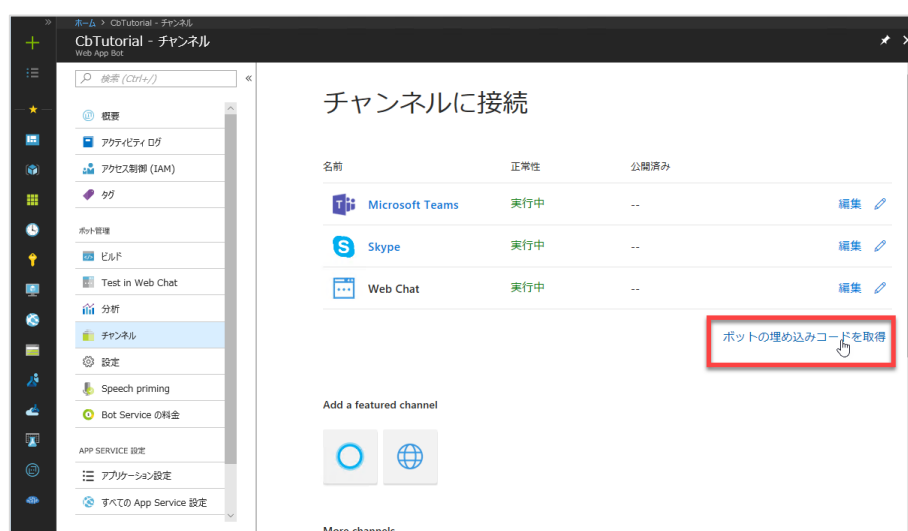 ホーム > CbTutorial - チャンネル
CbTutorial - チャンネル
Web App Bot
検索 (Ctrl+/)
概要
アクティビティ ログ
アクセス制御 (IAM)
タグ
ボット管理
ビルド
Test in Web Chat
分析
チャンネル
設定
Speech priming
Bot Service の料金
APP SERVICE 設定
アプリケーション設定
すべての App Service 設定
チャンネルに接続
名前 正常性 公開済み
Microsoft Teams 実行中 -- 編集
Skype 実行中 -- 編集
Web Chat 実行中 -- 編集
ボットの埋め込みコードを取得
Add a featured channel
More channels